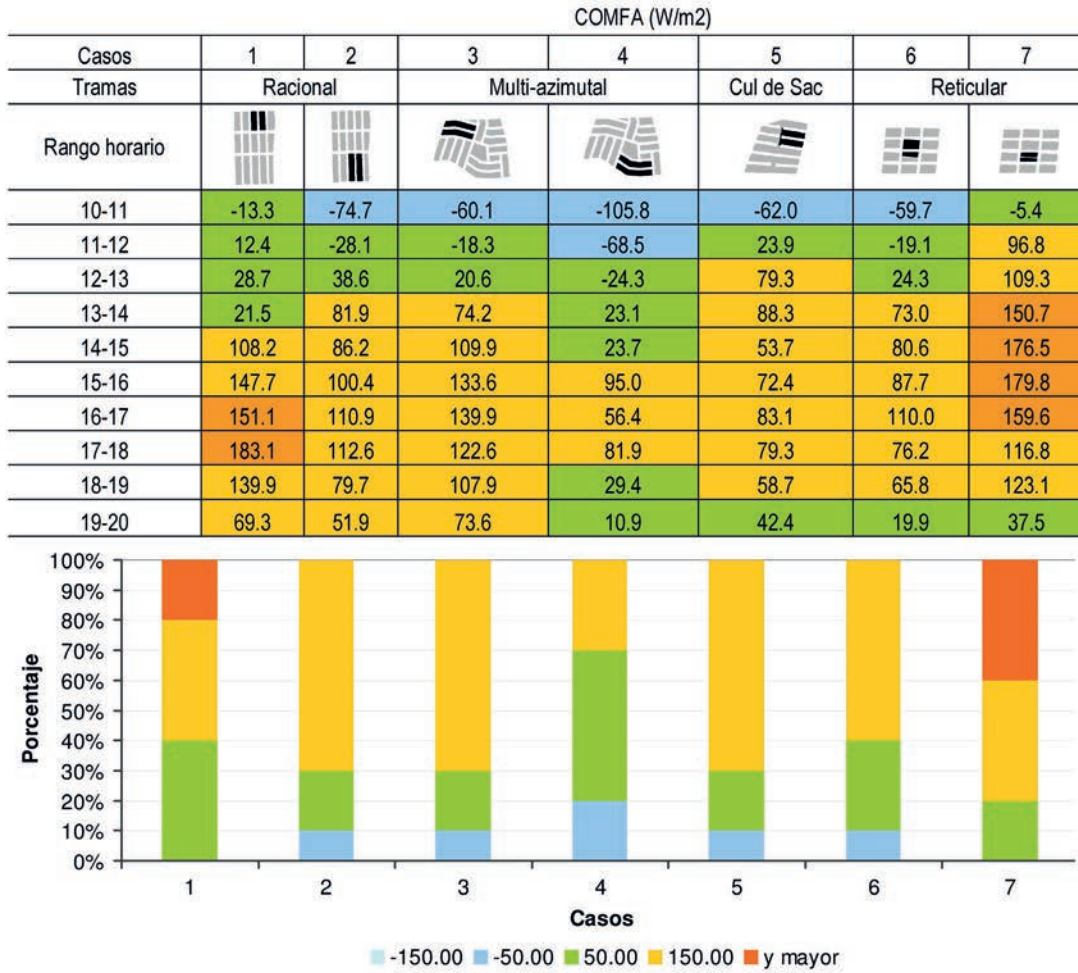 COMFA (W/m2)
Casos 1 2 3 4 5 6 7
Tramas Racional Multi-azimutal Cul de Sac Reticular
Rango horario
10-11 -13.3 -74.7 -60.1 -105.8 -62.0 -59.7 -5.4
11-12 12.4 -28.1 -18.3 -68.5 23.9 -19.1 96.8
12-13 28.7 38.6 20.6 -24.3 79.3 24.3 109.3
13-14 21.5 81.9 74.2 23.1 88.3 73.0 150.7
14-15 108.2 86.2 109.9 23.7 53.7 80.6 176.5
15-16 147.7 100.4 133.6 95.0 72.4 87.7 179.8
16-17 151.1 110.9 139.9 56.4 83.1 110.0 159.6
17-18 183.1 112.6 122.6 81.9 79.3 76.2 116.8
18-19 139.9 79.7 107.9 29.4 58.7 65.8 123.1
19-20 69.3 51.9 73.6 10.9 42.4 19.9 37.5
100%
90%
80%
70%
60%
50%
40%
30%
20%
10%
0%
Porcentaje
1 2 3 4 5 6 7
Casos
-150.00 -50.00 50.00 150.00 y mayor